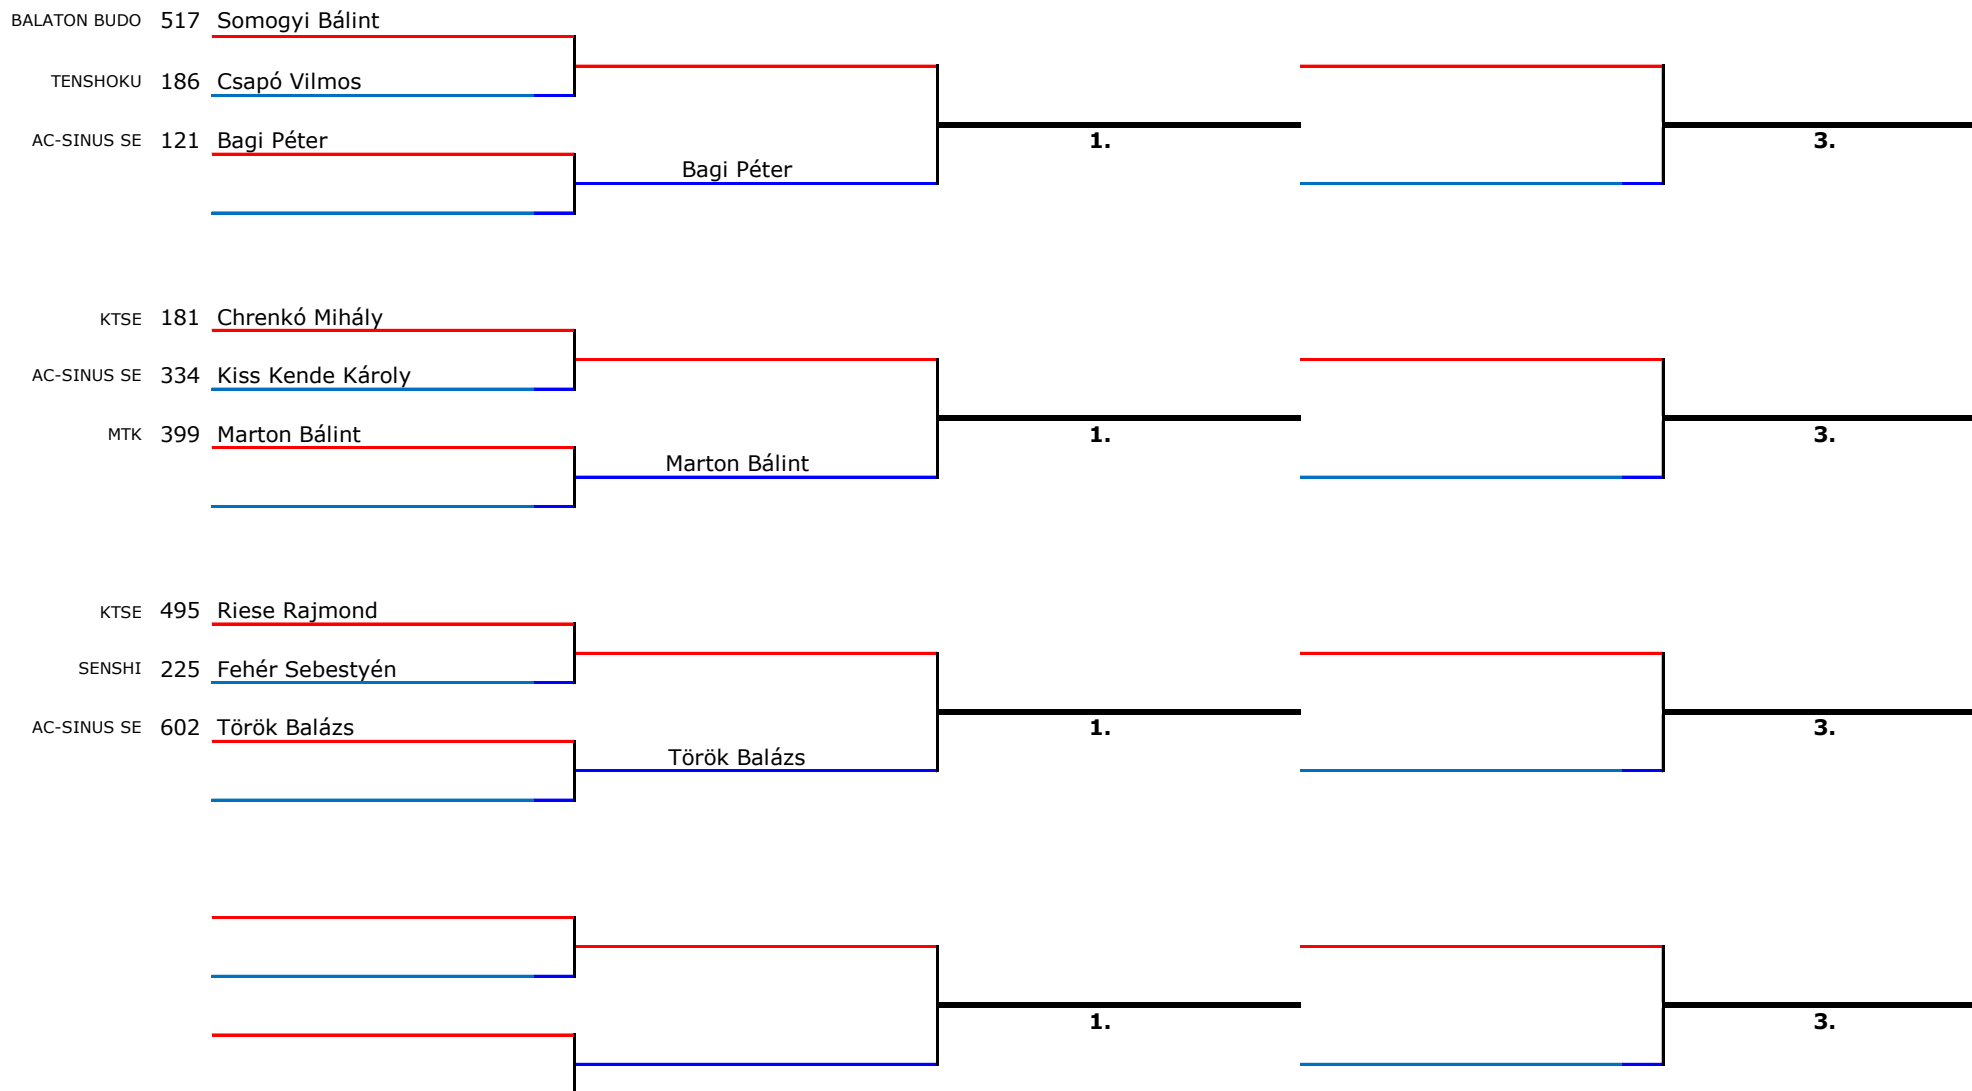 BALATON BUDO 517 Somogyi Bálint
TENSHOKU 186 Csapó Vilmos
AC-SINUS SE 121 Bagi Péter 1. 3.
Bagi Péter
KTSE 181 Chrenkó Mihály
AC-SINUS SE 334 Kiss Kende Károly
MTK 399 Marton Bálint 1. 3.
Marton Bálint
KTSE 495 Riese Rajmond
SENSHI 225 Fehér Sebestyén
AC-SINUS SE 602 Török Balázs 1. 3.
Török Balázs
1. 3.